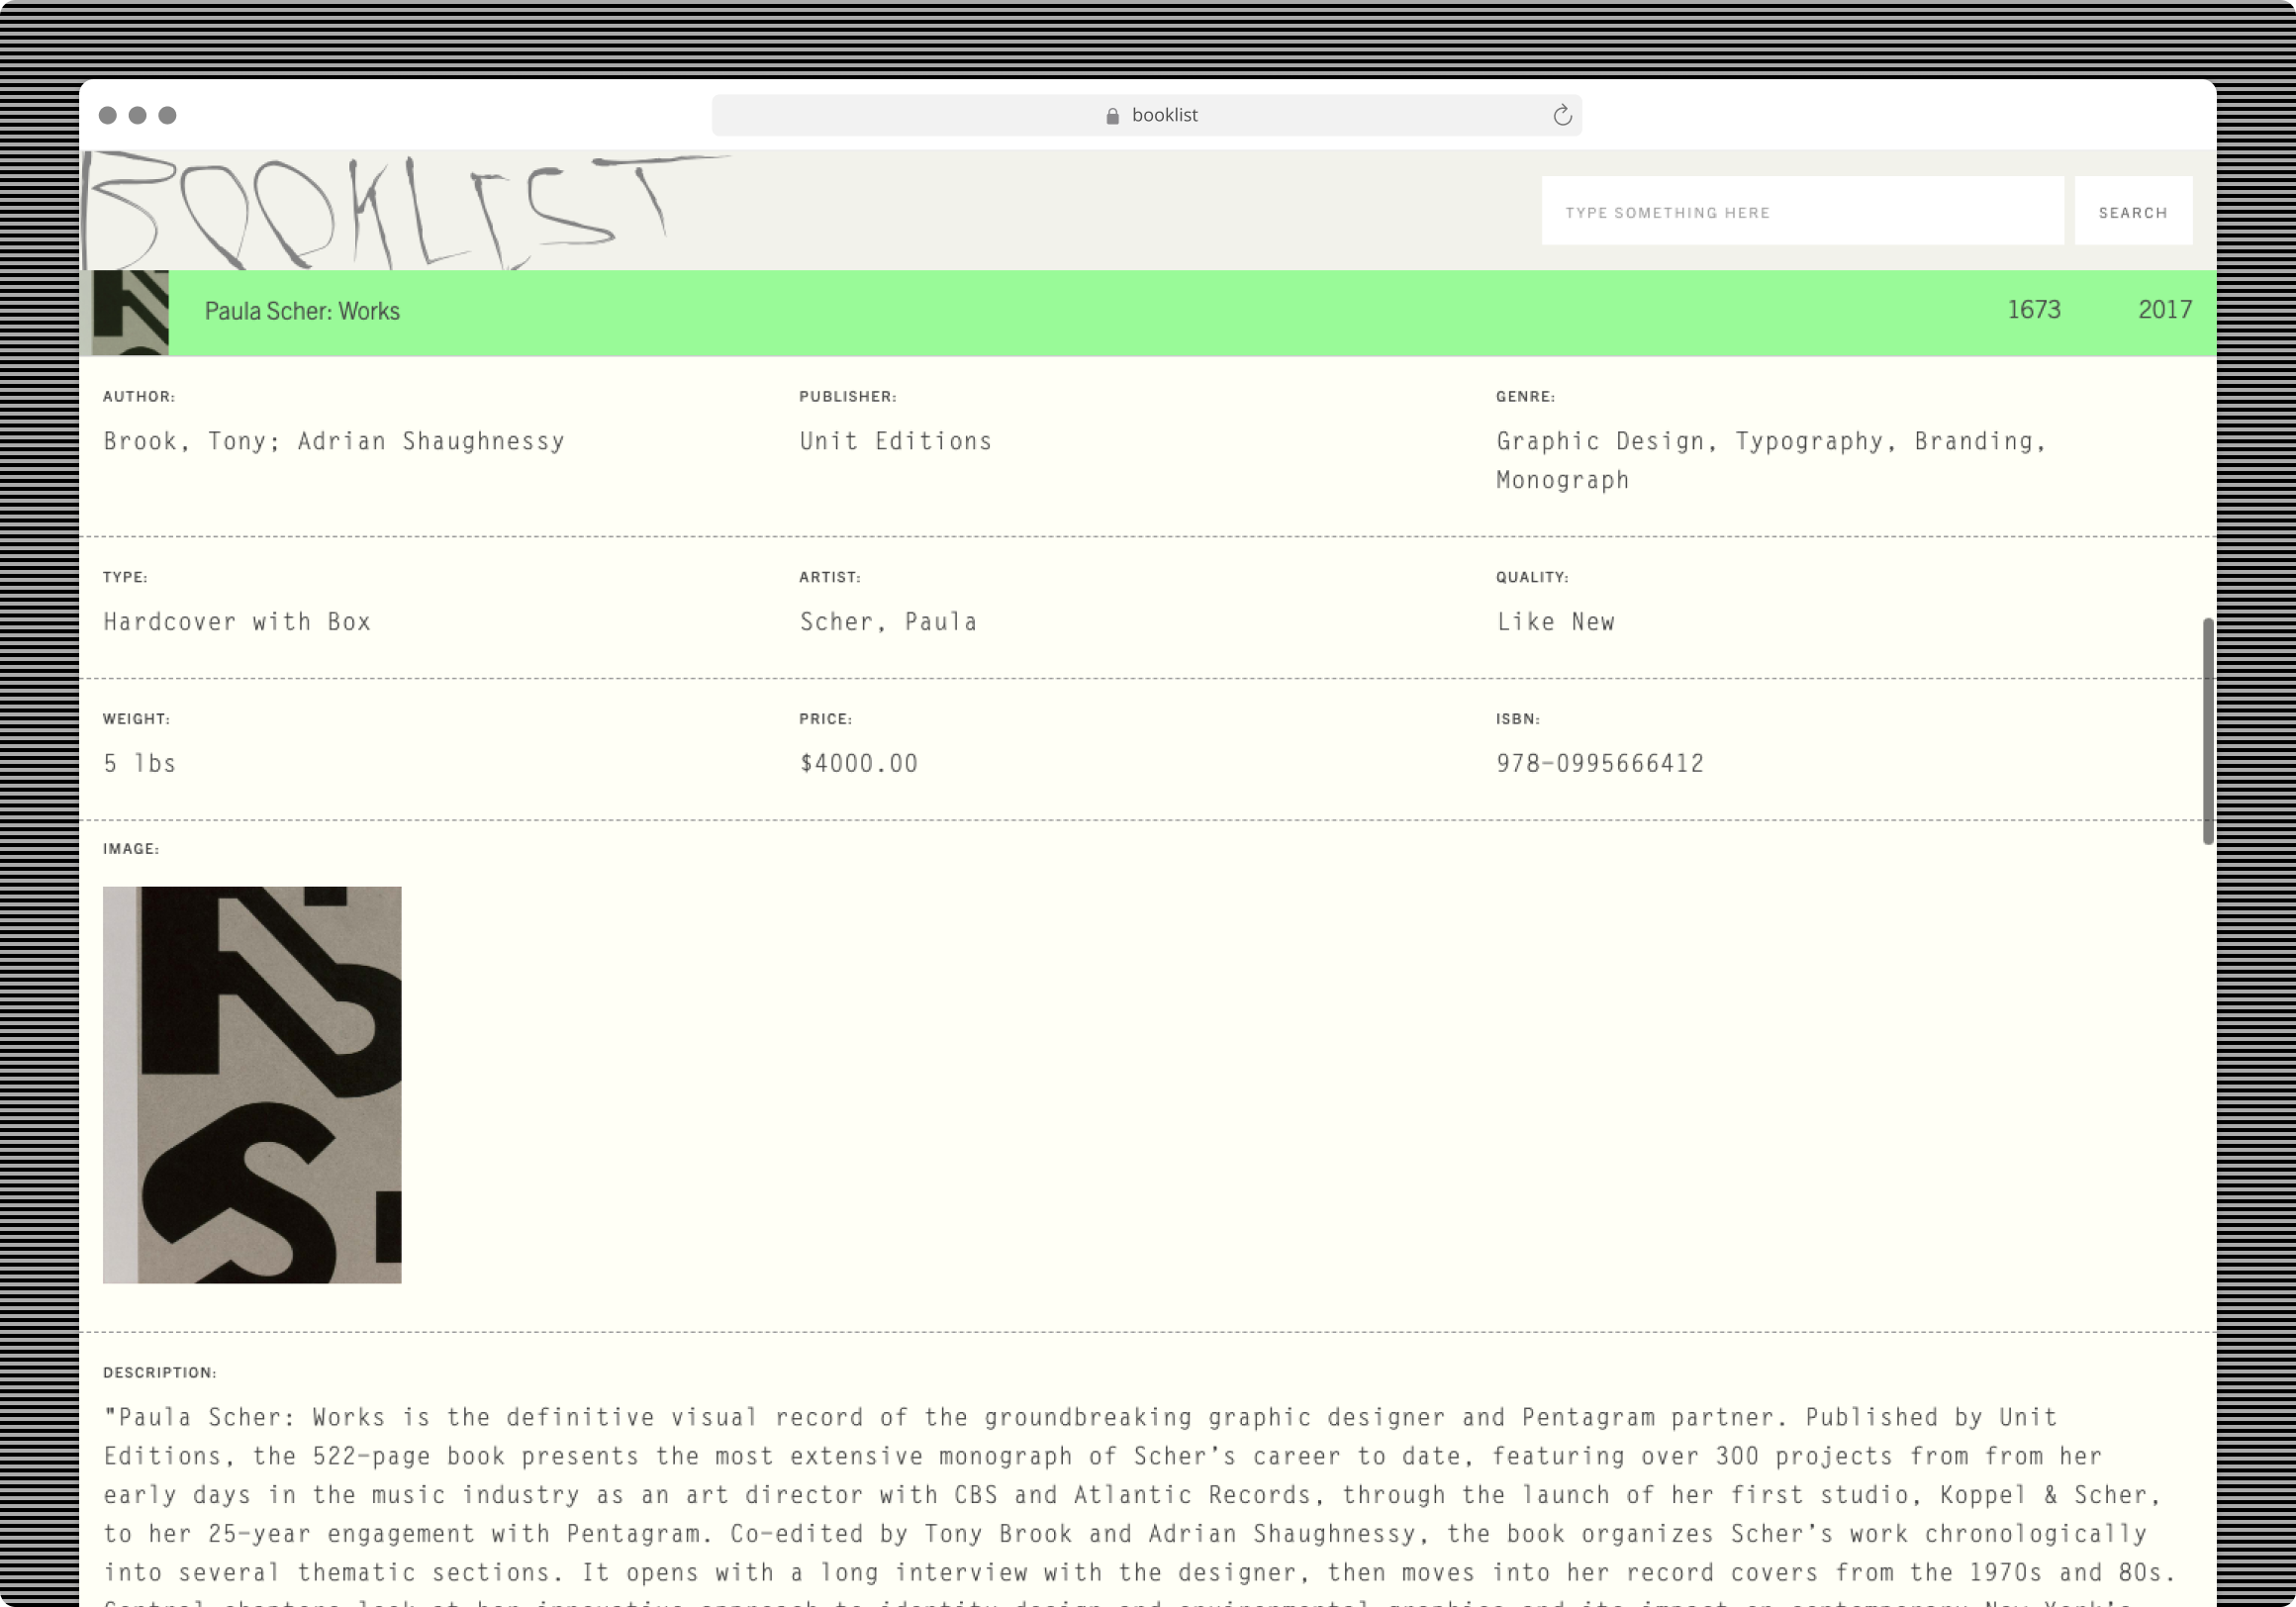 booklist
BOOKLIST
TYPE SOMETHING HERE
SEARCH
Paula Scher: Works
1673
2017
AUTHOR:
Brook, Tony; Adrian Shaughnessy
PUBLISHER:
Unit Editions
GENRE:
Graphic Design, Typography, Branding,
Monograph
TYPE:
Hardcover with Box
ARTIST:
Scher, Paula
QUALITY:
Like New
WEIGHT:
5 lbs
PRICE:
$4000.00
ISBN:
978-0995666412
IMAGE:
S
DESCRIPTION:
"Paula Scher: Works is the definitive visual record of the groundbreaking graphic designer and Pentagram partner. Published by Unit
Editions, the 522-page book presents the most extensive monograph of Scher’s career to date, featuring over 300 projects from from her
early days in the music industry as an art director with CBS and Atlantic Records, through the launch of her first studio, Koppel & Scher,
to her 25-year engagement with Pentagram. Co-edited by Tony Brook and Adrian Shaughnessy, the book organizes Scher’s work chronologically
into several thematic sections. It opens with a long interview with the designer, then moves into her record covers from the 1970s and 80s.